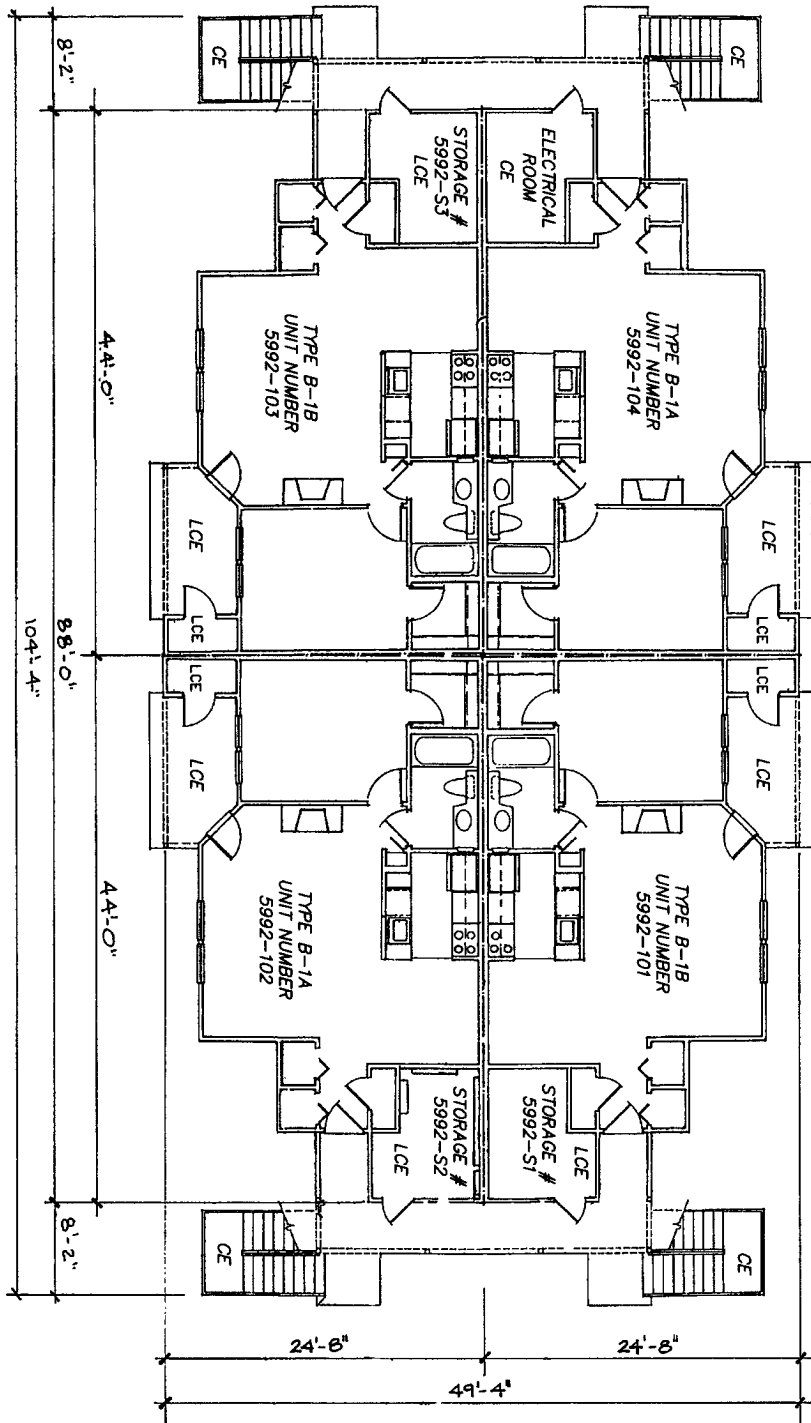 CE
CE
8'-2"
STORAGE #
5992-S3
LCE
ELECTRICAL
ROOM
CE
44'-0"
TYPE B-1B
UNIT NUMBER
5992-103
TYPE B-1A
UNIT NUMBER
5992-104
LCE
LCE
LCE
LCE
88'-0"
104'-4"
LCE
LCE
LCE
LCE
44'-0"
TYPE B-1A
UNIT NUMBER
5992-102
TYPE B-1B
UNIT NUMBER
5992-101
STORAGE #
5992-S2
LCE
STORAGE #
5992-S1
LCE
8'-2"
CE
CE
24'-8"
24'-8"
49'-4"